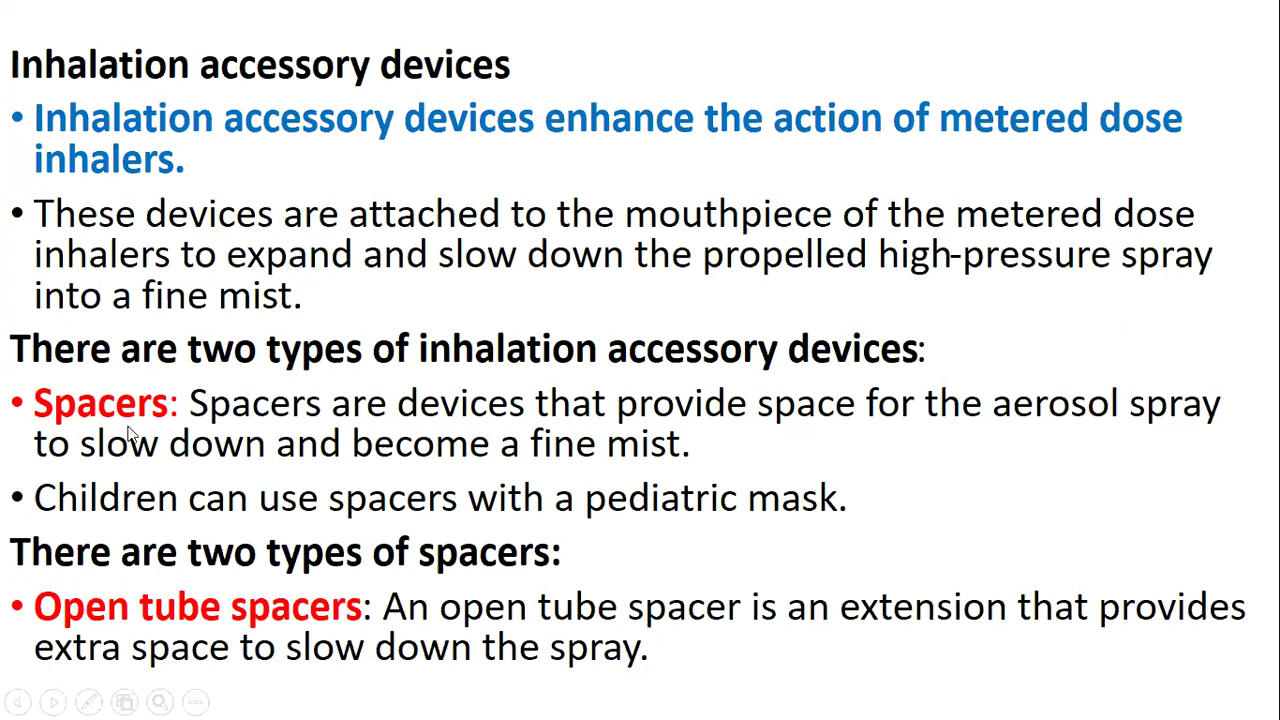 Inhalation accessory devices
• Inhalation accessory devices enhance the action of metered dose
inhalers.
• These devices are attached to the mouthpiece of the metered dose
inhalers to expand and slow down the propelled high-pressure spray
into a fine mist.
There are two types of inhalation accessory devices:
• Spacers: Spacers are devices that provide space for the aerosol spray
to slow down and become a fine mist.
• Children can use spacers with a pediatric mask.
There are two types of spacers:
• Open tube spacers: An open tube spacer is an extension that provides
extra space to slow down the spray.